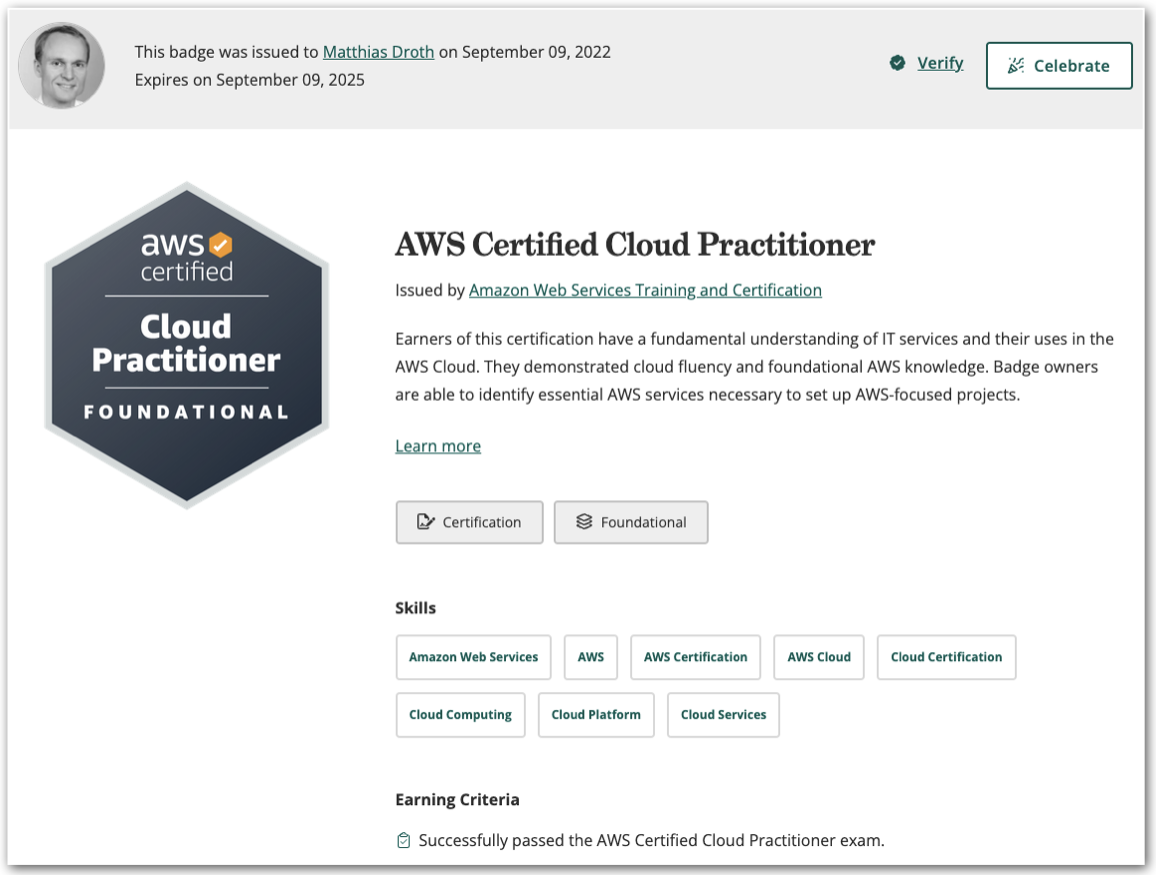 This badge was issued to Matthias Droth on September 09, 2022
Expires on September 09, 2025
Verify
Celebrate
aws
certified
Cloud
Practitioner
FOUNDATIONAL
AWS Certified Cloud Practitioner
Issued by Amazon Web Services Training and Certification
Earners of this certification have a fundamental understanding of IT services and their uses in the
AWS Cloud. They demonstrated cloud fluency and foundational AWS knowledge. Badge owners
are able to identify essential AWS services necessary to set up AWS-focused projects.
Learn more
Certification Foundational
Skills
Amazon Web Services AWS AWS Certification AWS Cloud Cloud Certification
Cloud Computing Cloud Platform Cloud Services
Earning Criteria
Successfully passed the AWS Certified Cloud Practitioner exam.